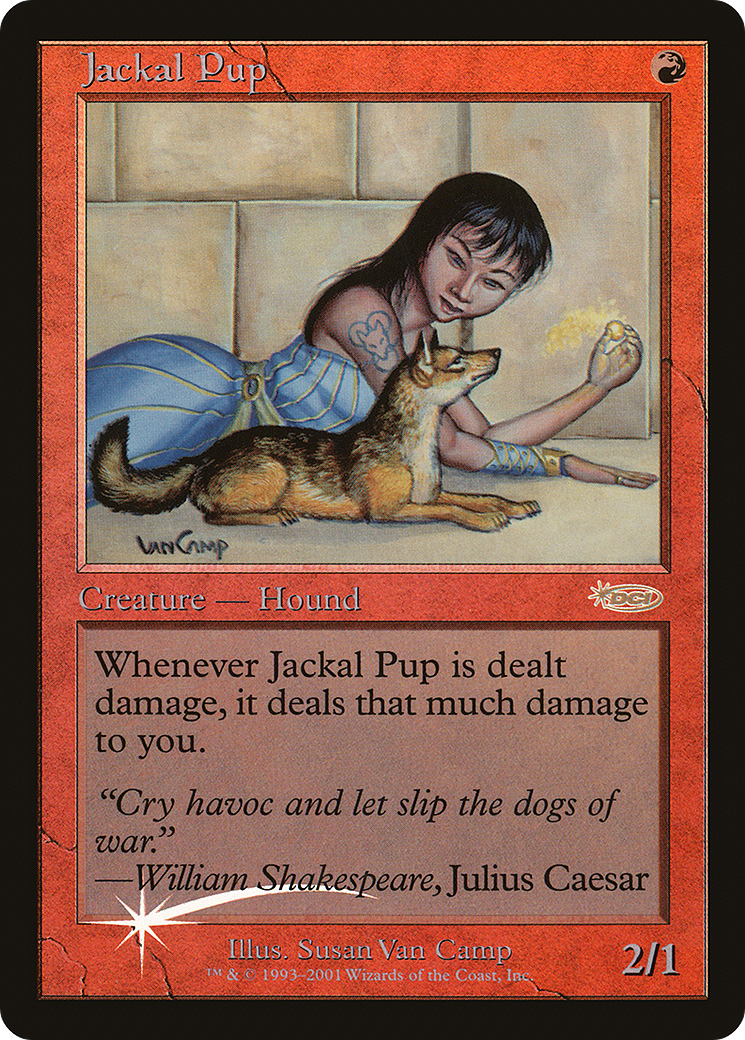 Jackal Pup
VanCamp
Creature — Hound
DCI
Whenever Jackal Pup is dealt
damage, it deals that much damage
to you.
“Cry havoc and let slip the dogs of
war.”
—William Shakespeare, Julius Caesar
Illus. Susan Van Camp
2/1
™ & © 1993–2001 Wizards of the Coast, Inc.